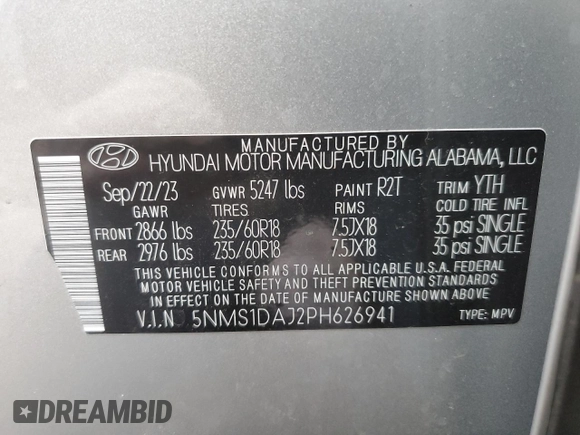 MANUFACTURED BY
HYUNDAI MOTOR MANUFACTURING ALABAMA, LLC
Sep/22/23 GVWR 5247 lbs PAINT R2T TRIM YTH
GAWR TIRES RIMS COLD TIRE INFL
FRONT 2866 lbs 235/60R18 7.5JX18 35 psi SINGLE
REAR 2976 lbs 235/60R18 7.5JX18 35 psi SINGLE
THIS VEHICLE CONFORMS TO ALL APPLICABLE U.S.A. FEDERAL
MOTOR VEHICLE SAFETY AND THEFT PREVENTION STANDARDS
IN EFFECT ON THE DATE OF MANUFACTURE SHOWN ABOVE
V.I.N 5NMS1DAJ2PH626941 TYPE: MPV
DREAMBID